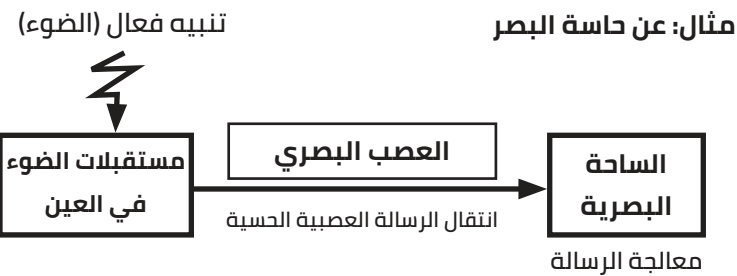 مثال: عن حاسة البصر
تنبيه فعال (الضوء)
مستقبلات الضوء
في العين
العصب البصري
انتقال الرسالة العصبية الحسية
الساحة
البصرية
معالجة الرسالة